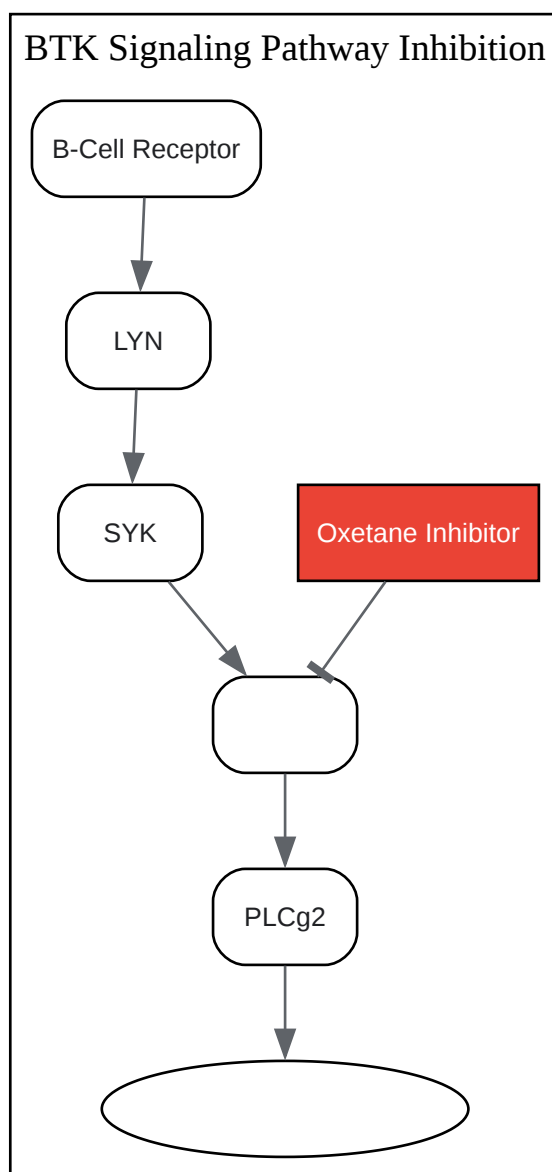 BTK Signaling Pathway Inhibition
B-Cell Receptor
LYN
SYK
Oxetane Inhibitor
PLCg2